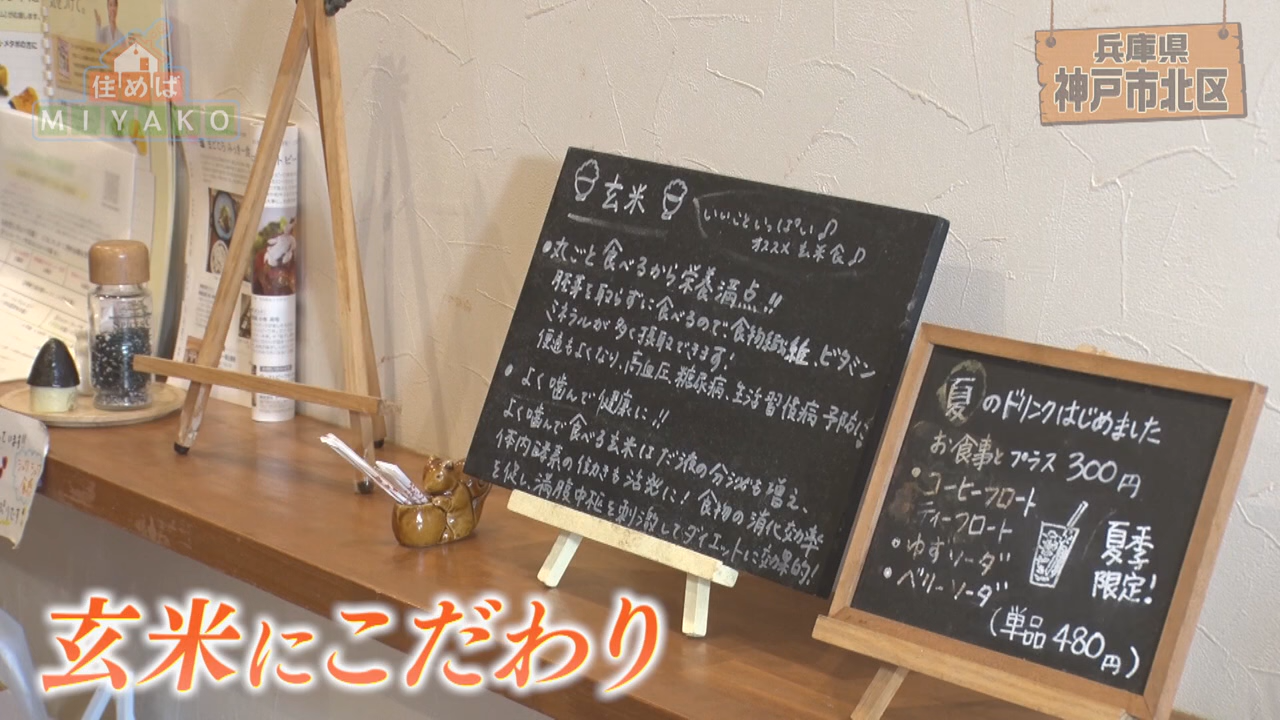 住めば
MIYAKO
兵庫県
神戸市北区
玄米
いいこといっぱい♪
オススメ 玄米食♪
●丸ごと食べるから栄養満点!!
胚芽を取らずに食べるので食物繊維、ビタミン
ミネラルが多く摂取できます!
便通もよくなり、高血圧、糖尿病、生活習慣病予防に
●よく噛んで健康に!!
よく噛んで食べる玄米はだ液の分泌も増え、
体内酵素の働きも活発に!食物の消化効率
を促し、満腹中枢を刺激してダイエットに効果的!
夏のドリンクはじめました
お食事とプラス300円
●コーヒーフロート
ティーフロート
●ゆずソーダ
●ベリーソーダ
夏季
限定!
(単品480円)
玄米にこだわり